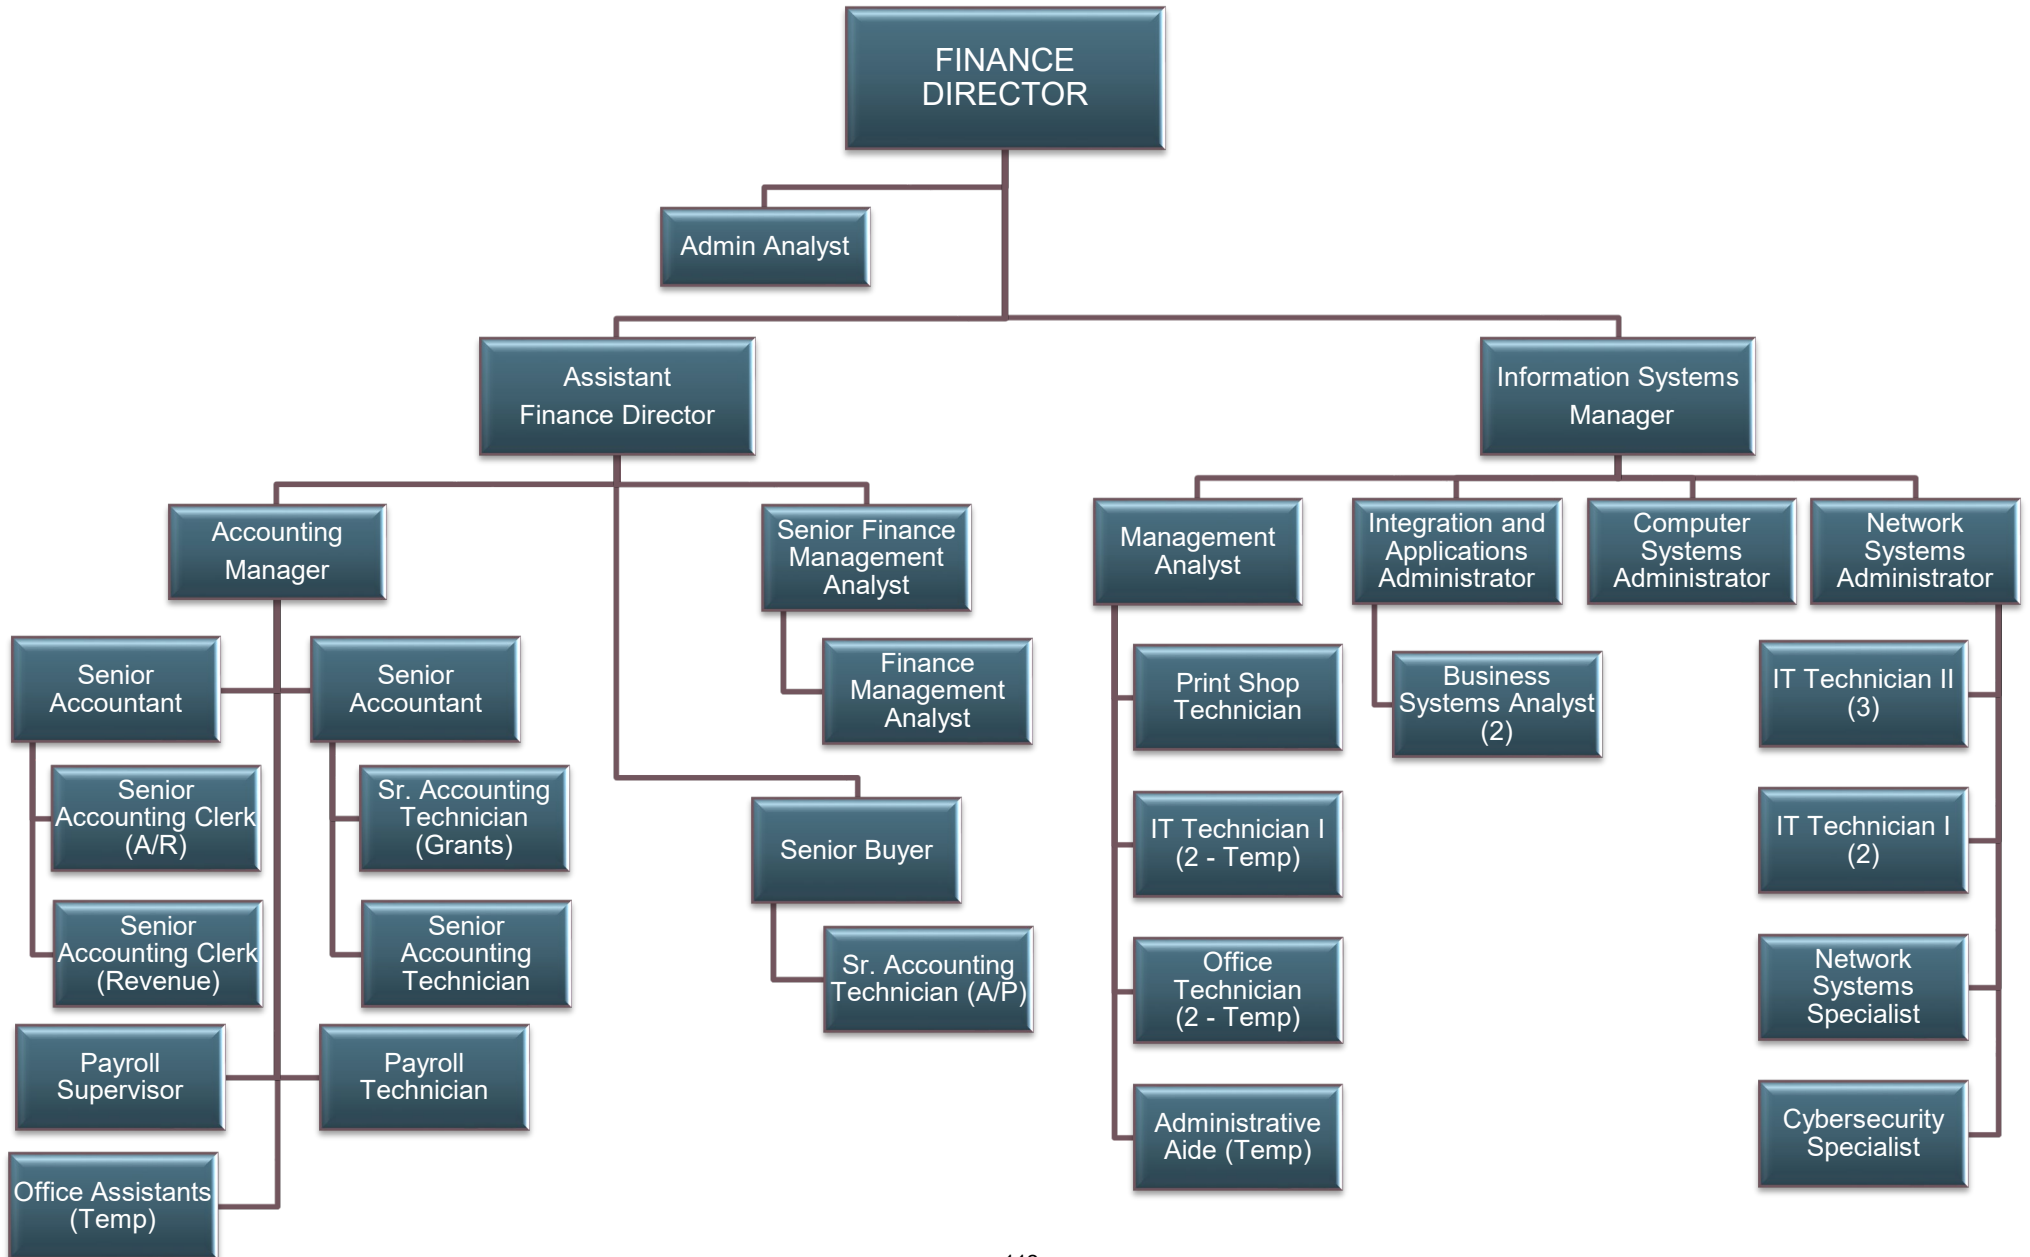 FINANCE
DIRECTOR
Admin Analyst
Assistant
Finance Director
Information Systems
Manager
Accounting
Manager
Senior Finance
Management
Analyst
Management
Analyst
Integration and
Applications
Administrator
Computer
Systems
Administrator
Network
Systems
Administrator
Senior
Accountant
Senior
Accountant
Finance
Management
Analyst
Print Shop
Technician
Business
Systems Analyst
(2)
IT Technician II
(3)
Senior
Accounting Clerk
(A/R)
Sr. Accounting
Technician
(Grants)
Senior Buyer
IT Technician I
(2 - Temp)
IT Technician I
(2)
Senior
Accounting Clerk
(Revenue)
Senior
Accounting
Technician
Sr. Accounting
Technician (A/P)
Office
Technician
(2 - Temp)
Network
Systems
Specialist
Payroll
Supervisor
Payroll
Technician
Administrative
Aide (Temp)
Cybersecurity
Specialist
Office Assistants
(Temp)